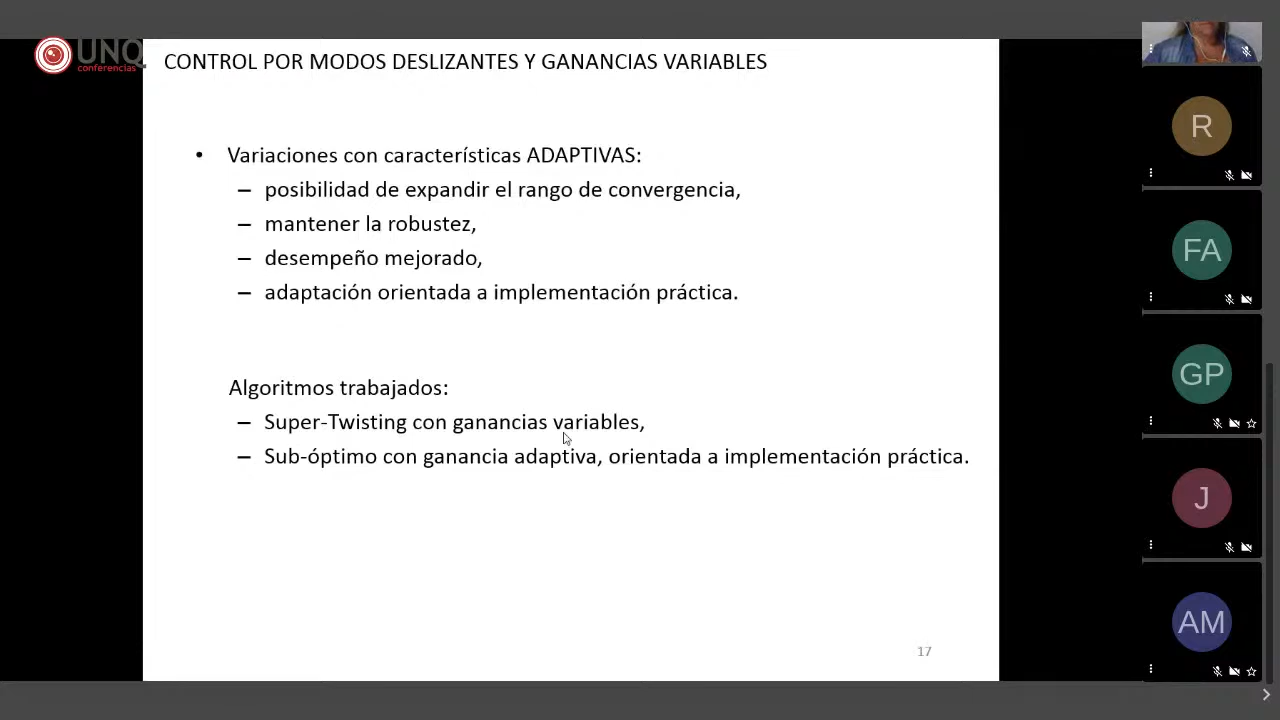 UNQ
conferencias
CONTROL POR MODOS DESLIZANTES Y GANANCIAS VARIABLES
• Variaciones con características ADAPTIVAS:
– posibilidad de expandir el rango de convergencia,
– mantener la robustez,
– desempeño mejorado,
– adaptación orientada a implementación práctica.
Algoritmos trabajados:
– Super-Twisting con ganancias variables,
– Sub-óptimo con ganancia adaptiva, orientada a implementación práctica.
17
R
FA
GP
J
AM